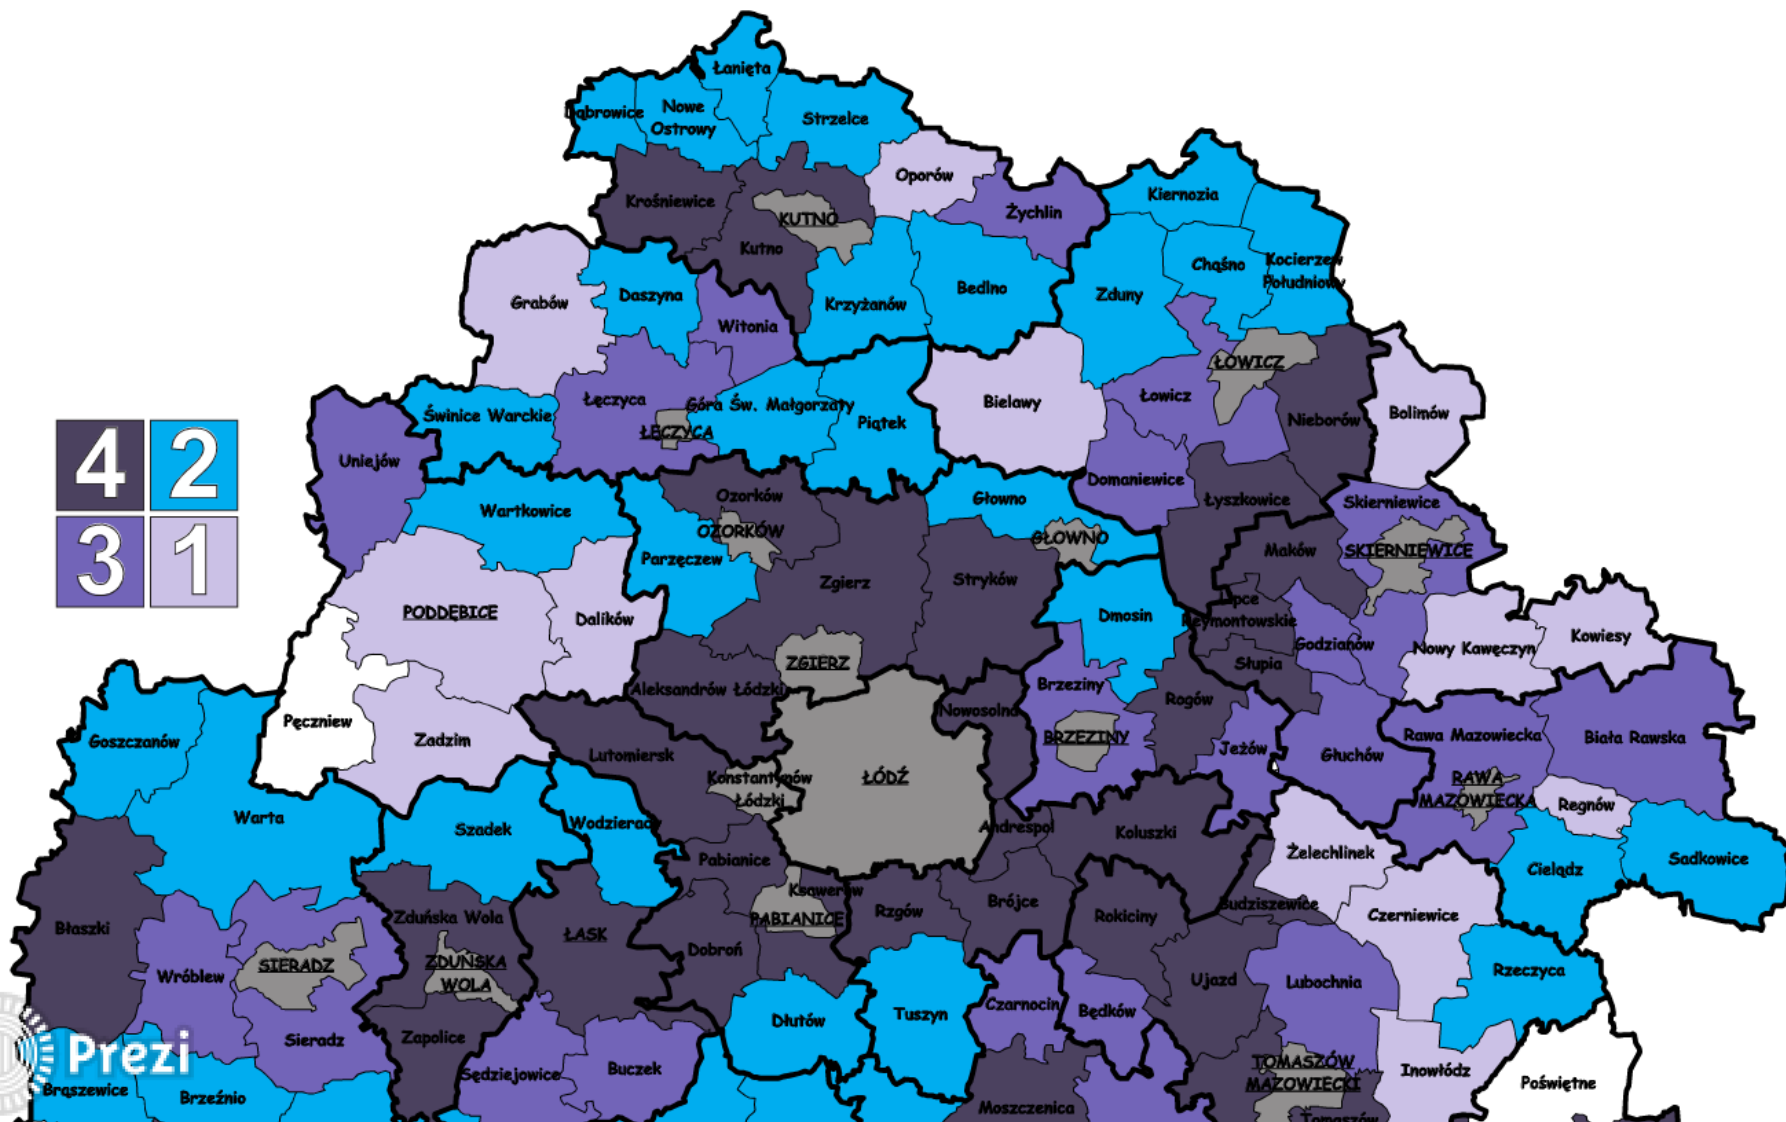 Łanięta
Dąbrowice
Nowe
Ostrowy
Strzelce
Oporów
Krośniewice
KUTNO
Kutno
Żychlin
Kiernozia
Chąśno
Kocierzew
Południowy
Grabów
Daszyna
Witonia
Krzyżanów
Bedlno
Zduny
ŁOWICZ
Łowicz
Nieborów
Bolimów
Świnice Warckie
Łęczyca
ŁĘCZYCA
Góra Św. Małgorzaty
Piątek
Bielawy
4 2
3 1
Uniejów
Wartkowice
Ozorków
OZORKÓW
Parzęczew
Głowno
GŁOWNO
Domaniewice
Łyszkowice
Skierniewice
SKIERNIEWICE
Maków
Zgierz
Stryków
PODDĘBICE
Dalików
Dmosin
Lipce
Reymontowskie
Godzianów
Słupia
Nowy Kawęczyn
Kowiesy
ZGIERZ
Aleksandrów Łódzki
Nowosolna
Brzeziny
BRZEZINY
Rogów
Jeżów
Głuchów
Rawa Mazowiecka
RAWA
MAZOWIECKA
Biała Rawska
Regnów
Pęczniew
Zadzim
Goszczanów
Lutomiersk
Konstantynów
Łódzki
ŁÓDŹ
Warta
Szadek
Wodzierac
Pabianice
Andrespol
Koluszki
Żelechlinek
Cielądz
Sadkowice
Błaszki
Zduńska Wola
ŁASK
Ksawerów
PABIANICE
Rzgów
Brójce
Rokiciny
Budziszewice
Czerniewice
Wróblew
SIERADZ
ZDUŃSKA
WOLA
Dobroń
Ujazd
Lubochnia
Rzeczyca
Sieradz
Zapolice
Dłutów
Tuszyn
Czarnocin
Będków
Prezi
Brąszewice
Brzeźnio
Sędziejowice
Buczek
Moszczenica
TOMASZÓW
MAZOWIECKI
Tomaszów
Inowłódz
Poświętne